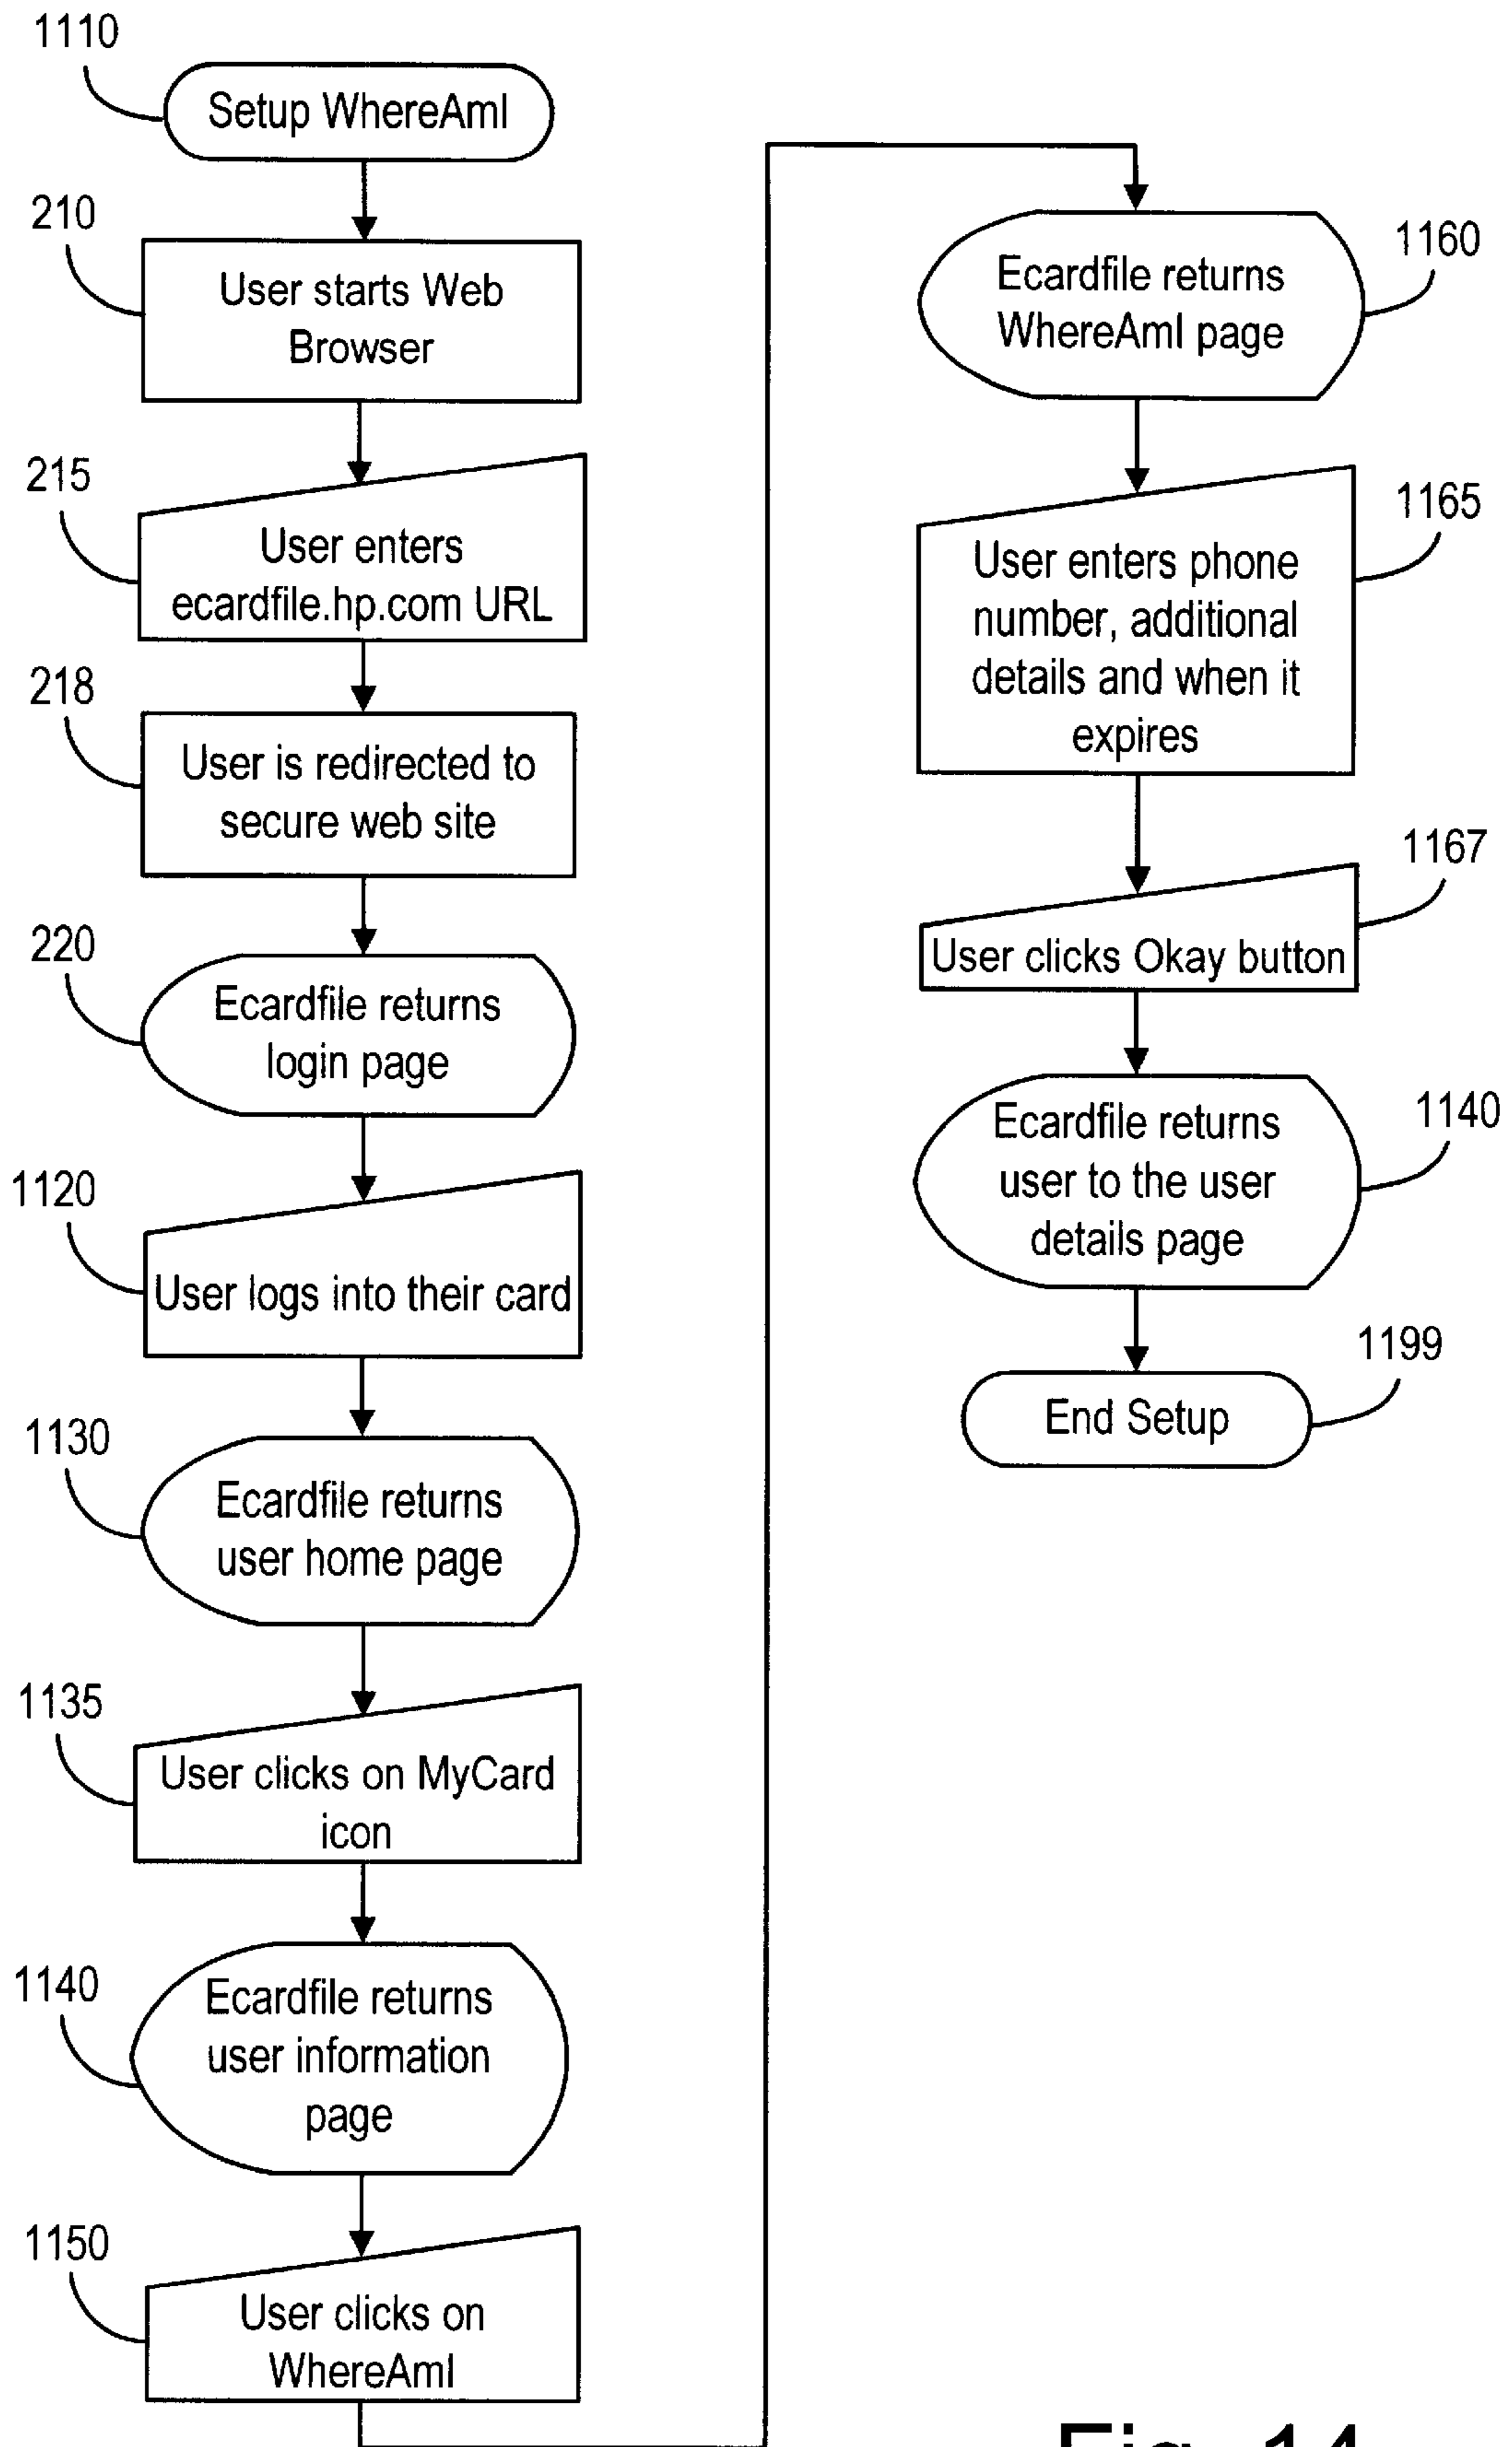 1110
Setup WhereAmI
210
User starts Web
Browser
215
User enters
ecardfile.hp.com URL
218
User is redirected to
secure web site
220
Ecardfile returns
login page
1120
User logs into their card
1130
Ecardfile returns
user home page
1135
User clicks on MyCard
icon
1140
Ecardfile returns
user information
page
1150
User clicks on
WhereAmI
1160
Ecardfile returns
WhereAmI page
1165
User enters phone
number, additional
details and when it
expires
1167
User clicks Okay button
1140
Ecardfile returns
user to the user
details page
1199
End Setup
Fig. 14